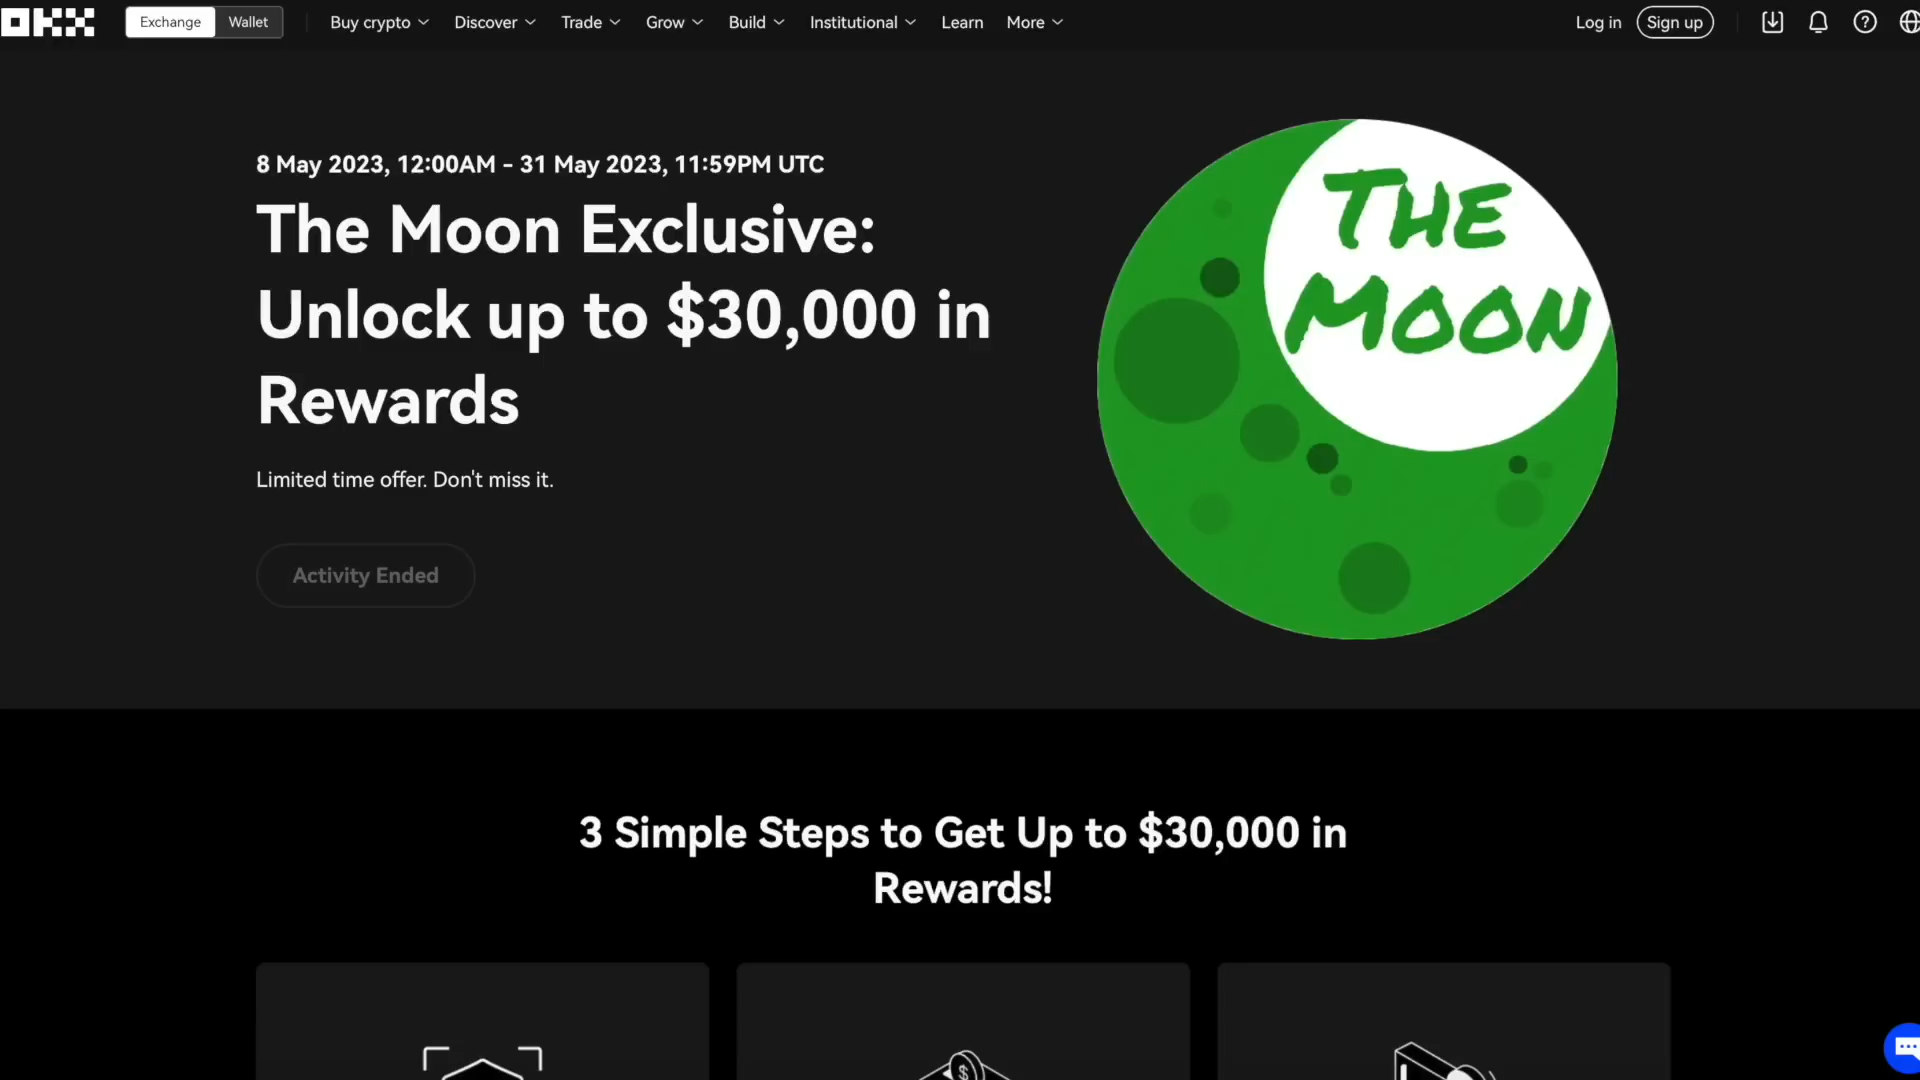 OKX
Exchange Wallet Buy crypto Discover Trade Grow Build Institutional Learn More Log in Sign up
8 May 2023, 12:00AM - 31 May 2023, 11:59PM UTC
The Moon Exclusive:
Unlock up to $30,000 in
Rewards
Limited time offer. Don't miss it.
Activity Ended
THE
MOON
3 Simple Steps to Get Up to $30,000 in
Rewards!
$